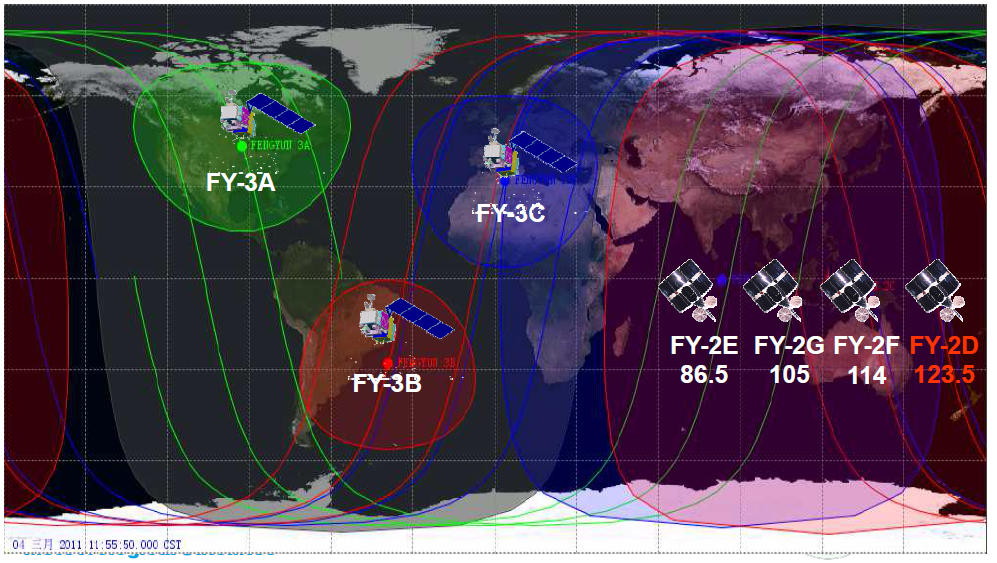 FENGYUN 3A
FY-3A
FY-3C
FENGYUN 3B
FY-3B
FY-2E FY-2G FY-2F FY-2D
86.5 105 114 123.5
04 三月 2011 11:55:50.000 CST